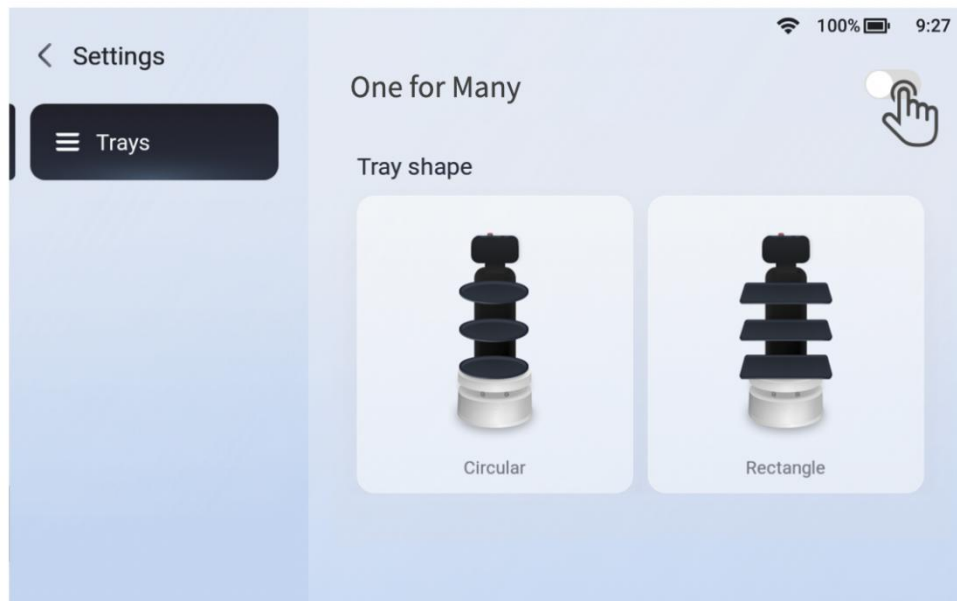 100% 9:27
Settings
One for Many
Trays
Tray shape
Circular
Rectangle